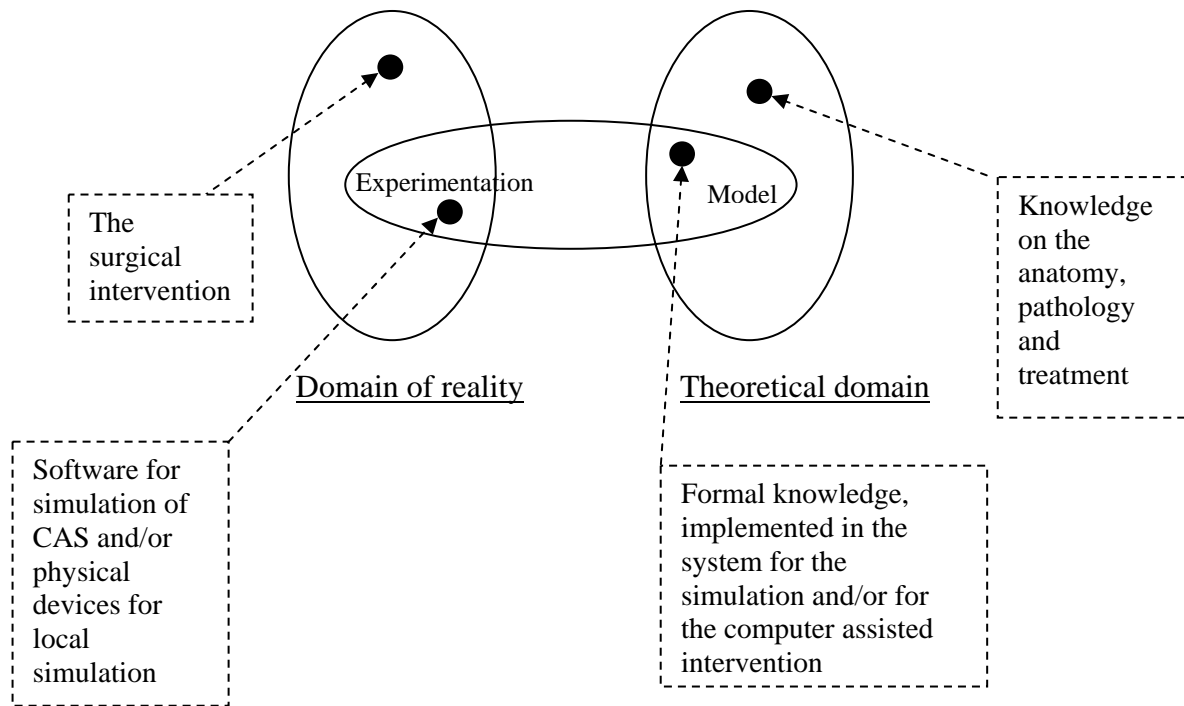 Experimentation
Model
The
surgical
intervention
Knowledge
on the
anatomy,
pathology
and
treatment
Domain of reality
Theoretical domain
Software for
simulation of
CAS and/or
physical
devices for
local
simulation
Formal knowledge,
implemented in the
system for the
simulation and/or for
the computer assisted
intervention